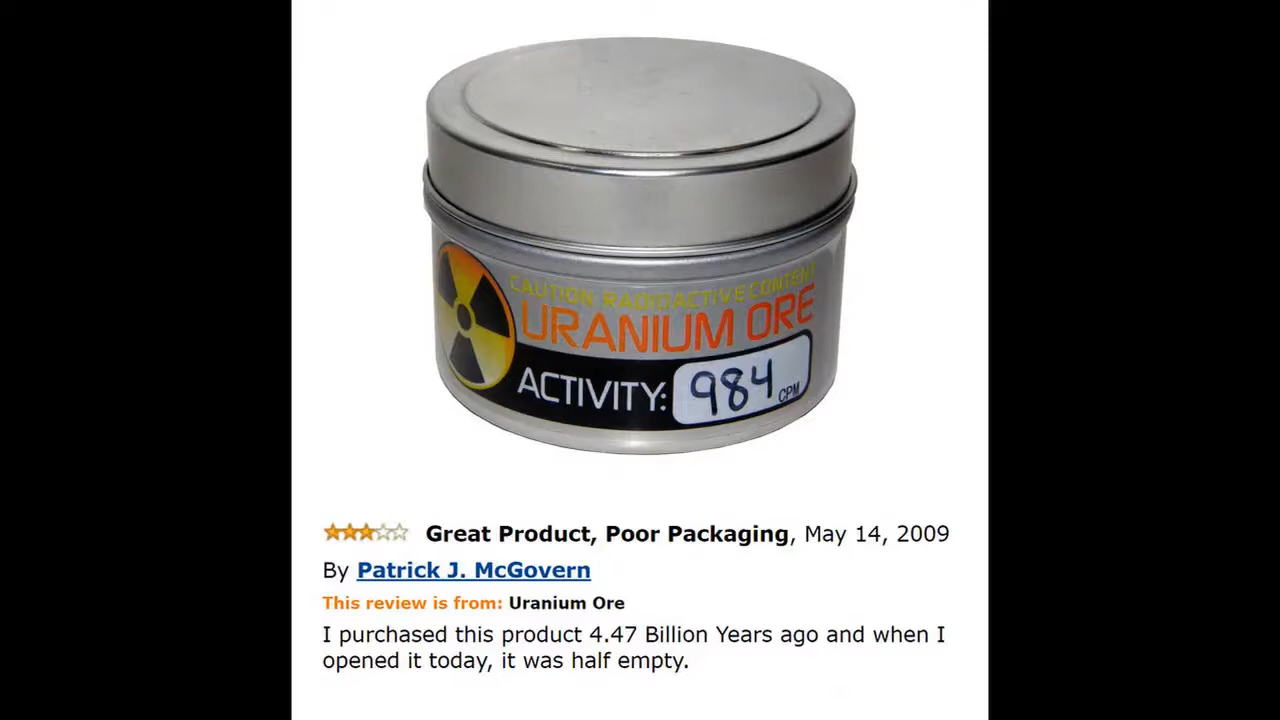 CAUTION RADIOACTIVE CONTENT
URANIUM ORE
ACTIVITY: 984 CPM
Great Product, Poor Packaging, May 14, 2009
By Patrick J. McGovern
This review is from: Uranium Ore
I purchased this product 4.47 Billion Years ago and when I
opened it today, it was half empty.